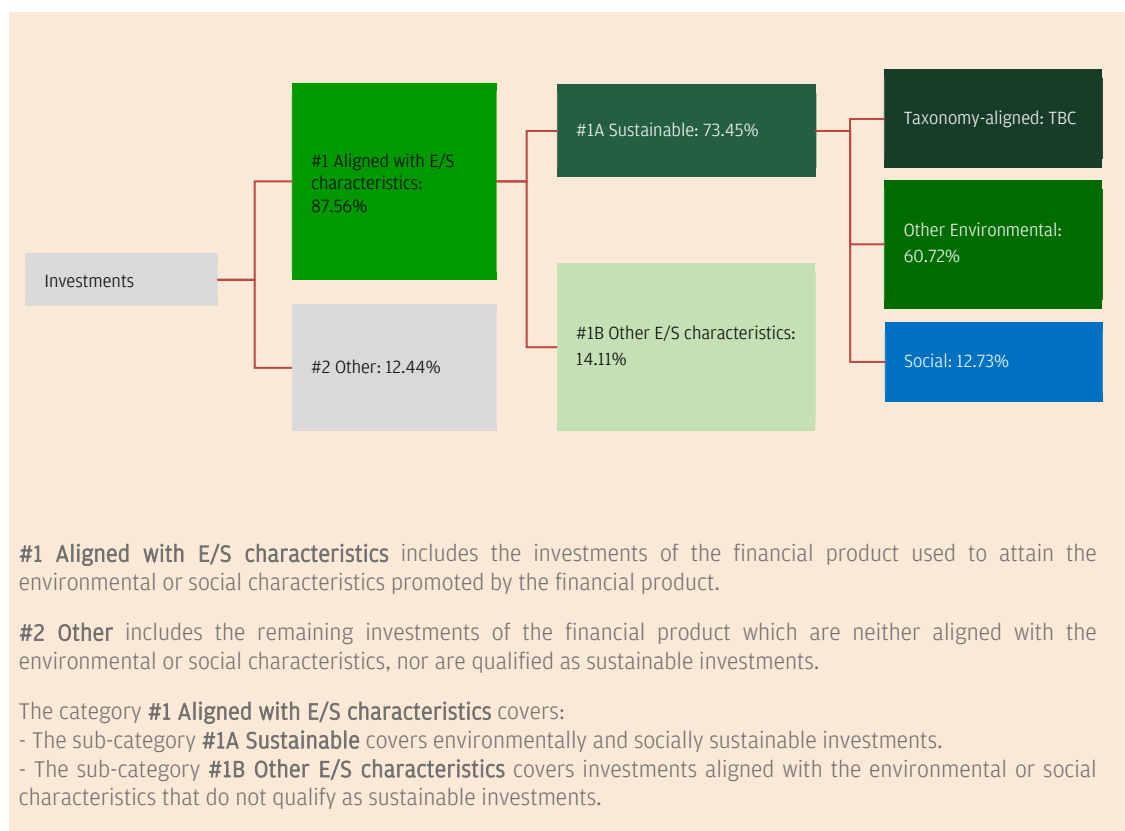 Investments
#1 Aligned with E/S
characteristics:
87.56%
#2 Other: 12.44%
#1A Sustainable: 73.45%
#1B Other E/S characteristics:
14.11%
Taxonomy-aligned: TBC
Other Environmental:
60.72%
Social: 12.73%
#1 Aligned with E/S characteristics includes the investments of the financial product used to attain the
environmental or social characteristics promoted by the financial product.
#2 Other includes the remaining investments of the financial product which are neither aligned with the
environmental or social characteristics, nor are qualified as sustainable investments.
The category #1 Aligned with E/S characteristics covers:
- The sub-category #1A Sustainable covers environmentally and socially sustainable investments.
- The sub-category #1B Other E/S characteristics covers investments aligned with the environmental or social
characteristics that do not qualify as sustainable investments.